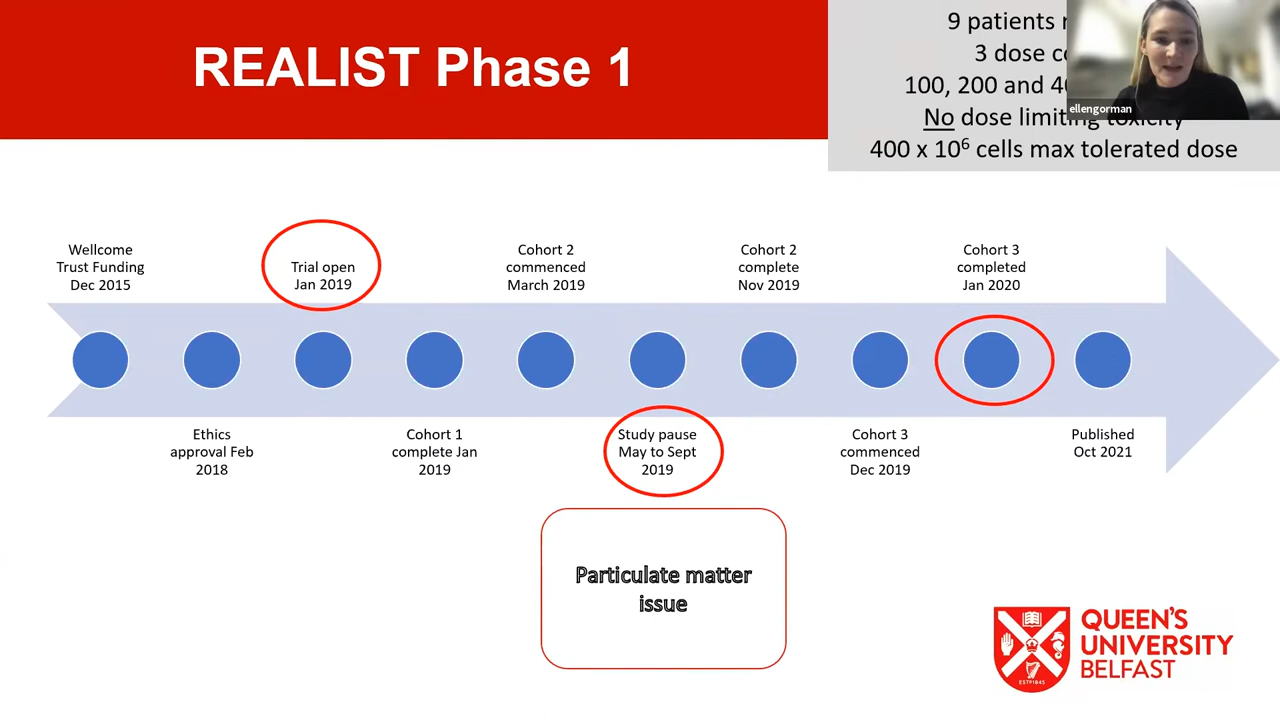 REALIST Phase 1
9 patients
3 dose
100, 200 and
ellengorman
No dose limiting toxicity
400 x 10⁶ cells max tolerated dose
Wellcome
Trust Funding
Dec 2015
Trial open
Jan 2019
Cohort 2
commenced
March 2019
Cohort 2
complete
Nov 2019
Cohort 3
completed
Jan 2020
Ethics
approval Feb
2018
Cohort 1
complete Jan
2019
Study pause
May to Sept
2019
Cohort 3
commenced
Dec 2019
Published
Oct 2021
Particulate matter
issue
QUEEN'S
UNIVERSITY
BELFAST
ESTD1845